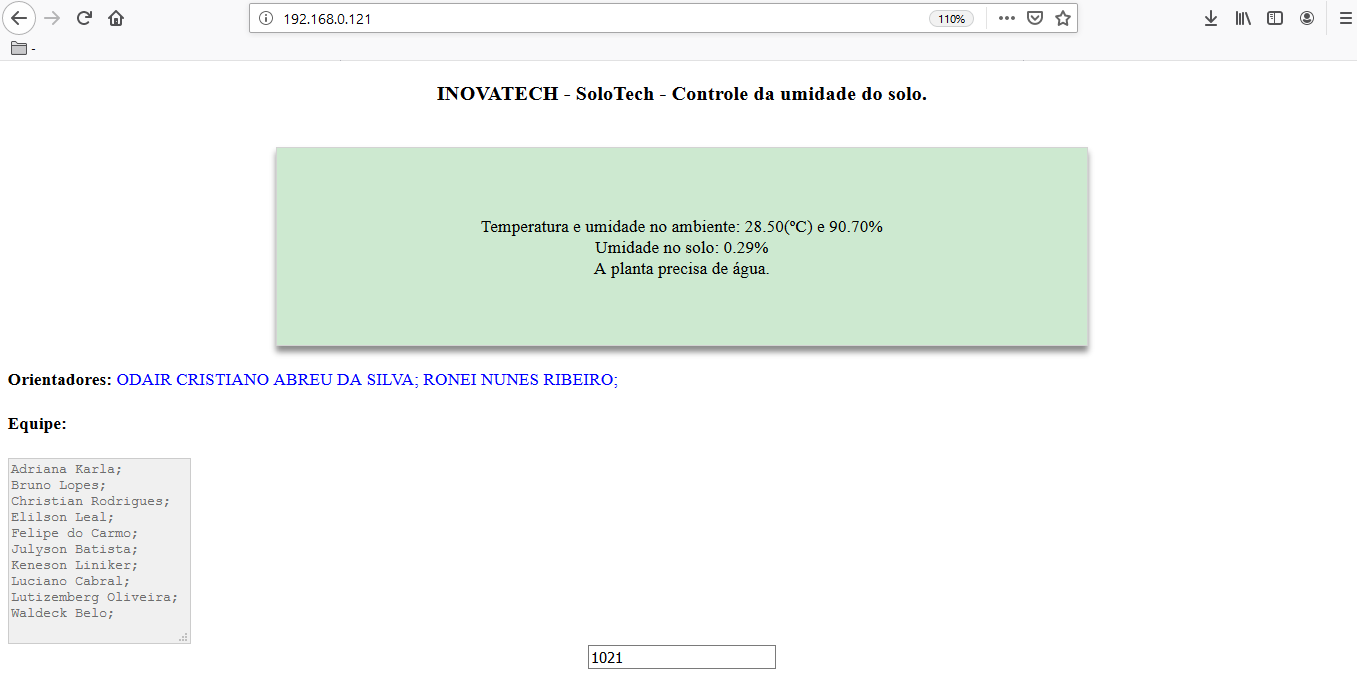 192.168.0.121
110%
-
INOVATECH - SoloTech - Controle da umidade do solo.
Temperatura e umidade no ambiente: 28.50(ºC) e 90.70%
Umidade no solo: 0.29%
A planta precisa de água.
Orientadores: ODAIR CRISTIANO ABREU DA SILVA; RONEI NUNES RIBEIRO;
Equipe:
Adriana Karla;
Bruno Lopes;
Christian Rodrigues;
Elilson Leal;
Felipe do Carmo;
Julyson Batista;
Keneson Liniker;
Luciano Cabral;
Lutizemberg Oliveira;
Waldeck Belo;
1021